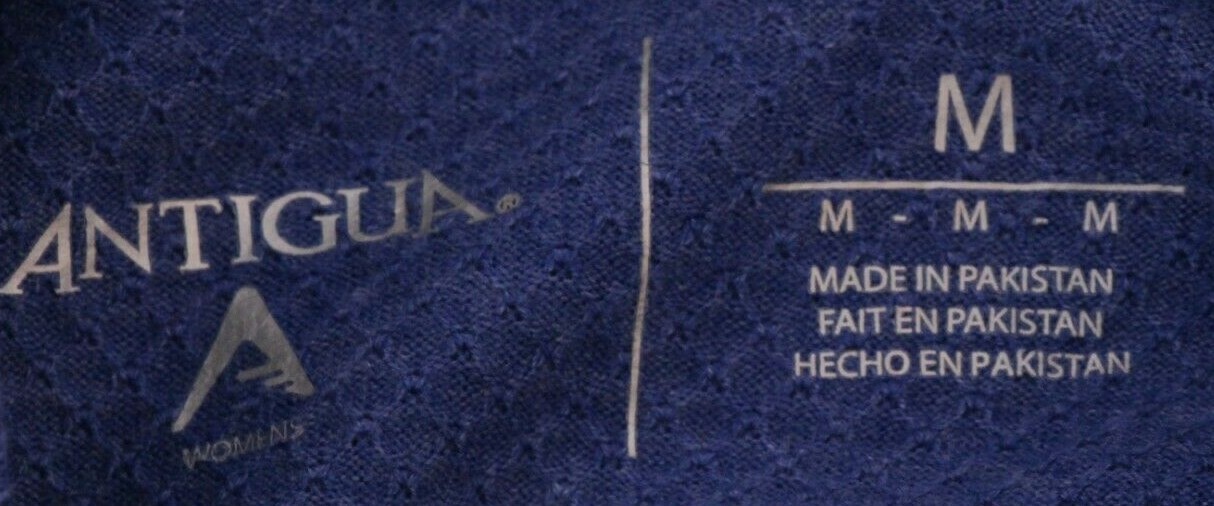 ANTIGUA®
WOMENS
M
M - M - M
MADE IN PAKISTAN
FAIT EN PAKISTAN
HECHO EN PAKISTAN